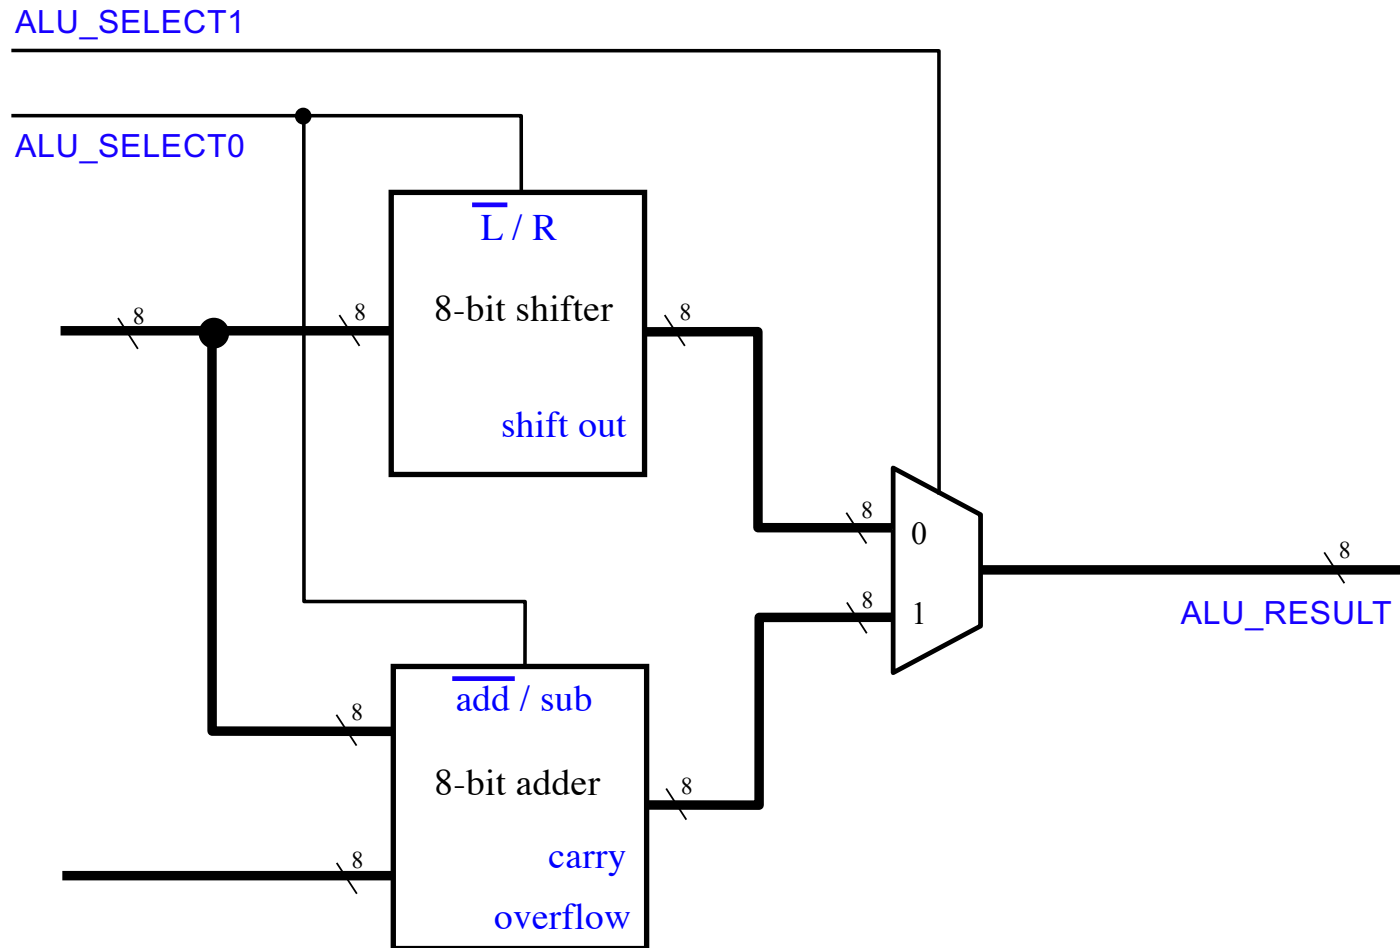 ALU_SELECT1
ALU_SELECT0
L / R
8
8
8-bit shifter
8
shift out
8
0
8
ALU_RESULT
8
1
add / sub
8
8-bit adder
8
carry
8
overflow